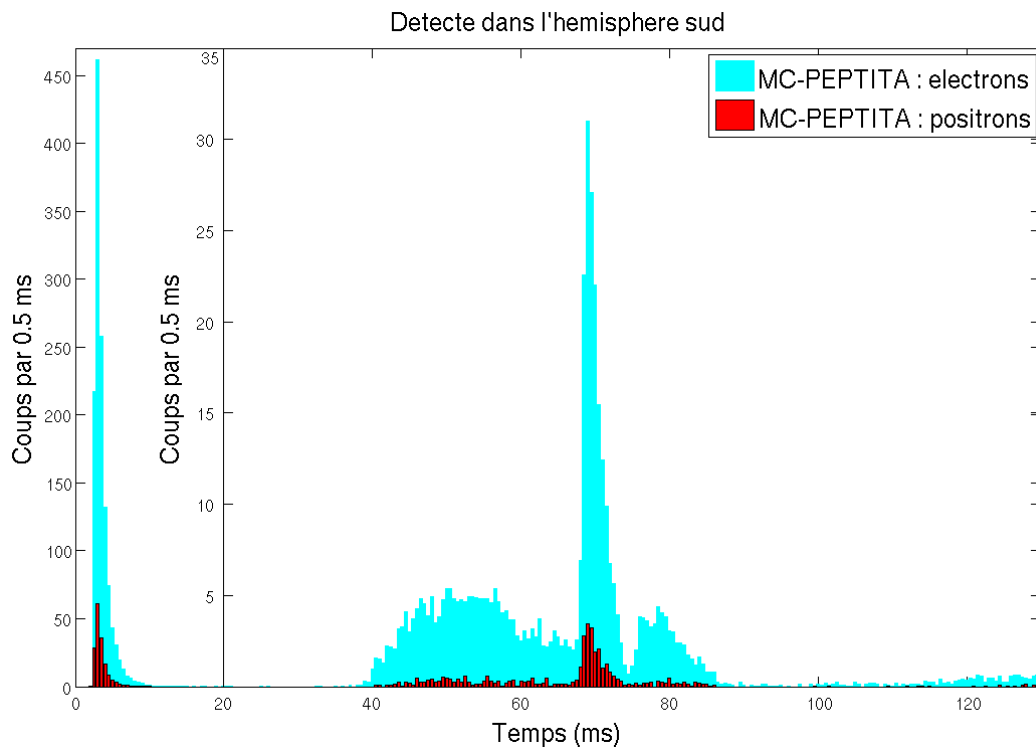 Detecte dans l'hemisphere sud
MC-PEPTITA : electrons
MC-PEPTITA : positrons
Coups par 0.5 ms
450
400
350
300
250
200
150
100
50
0
Coups par 0.5 ms
35
30
25
20
15
10
5
0 20 40 60 80 100 120
Temps (ms)